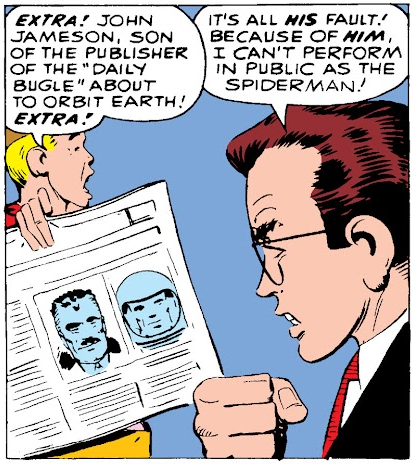 EXTRA! JOHN
JAMESON, SON
OF THE PUBLISHER
OF THE "DAILY
BUGLE" ABOUT
TO ORBIT EARTH!
EXTRA!
IT'S ALL HIS FAULT!
BECAUSE OF HIM,
I CAN'T PERFORM
IN PUBLIC AS THE
SPIDERMAN!